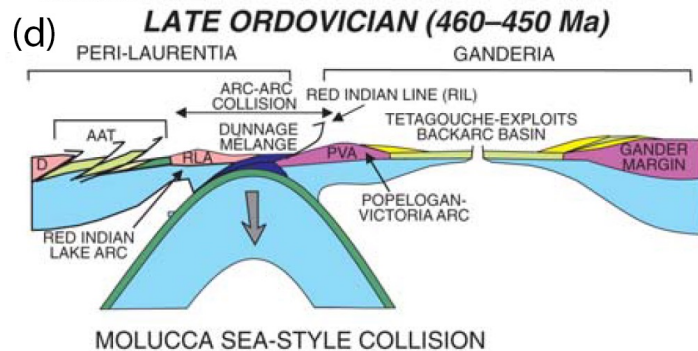 (d)
LATE ORDOVICIAN (460–450 Ma)
PERI-LAURENTIA
GANDERIA
ARC-ARC
COLLISION
RED INDIAN LINE (RIL)
DUNNAGE
MÉLANGE
TETAGOUCHE-EXPLOITS
BACKARC BASIN
AAT
D
RLA
PVA
GANDER
MARGIN
RED INDIAN
LAKE ARC
POPELOGAN-
VICTORIA ARC
MOLUCCA SEA-STYLE COLLISION